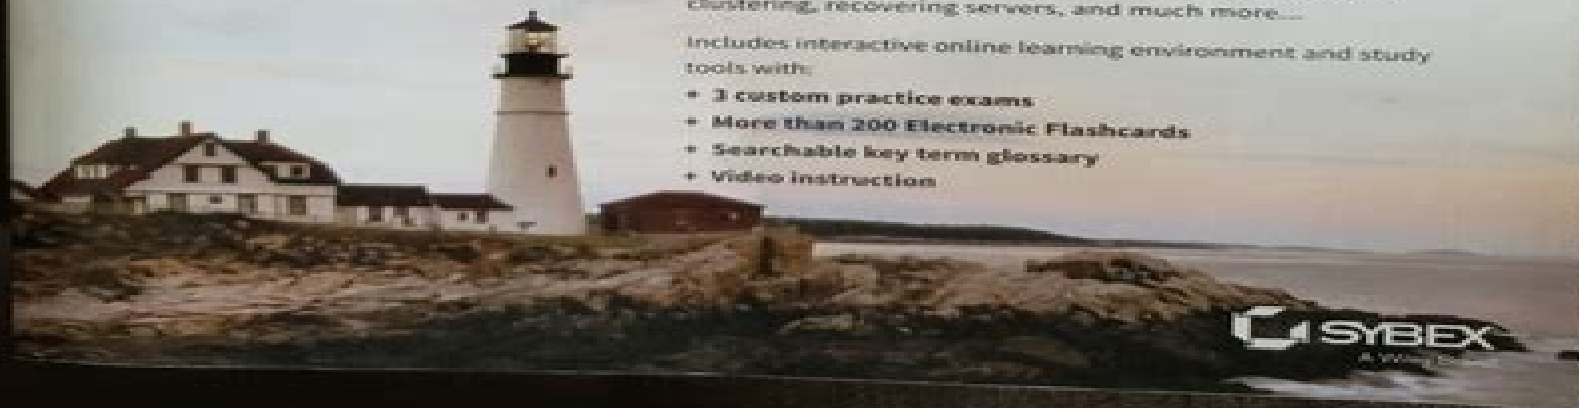 clustering, recovering servers, and much more...
Includes interactive online learning environment and study
tools with:
• 3 custom practice exams
• More than 200 Electronic Flashcards
• Searchable key term glossary
• Video instruction
SYBEX
A